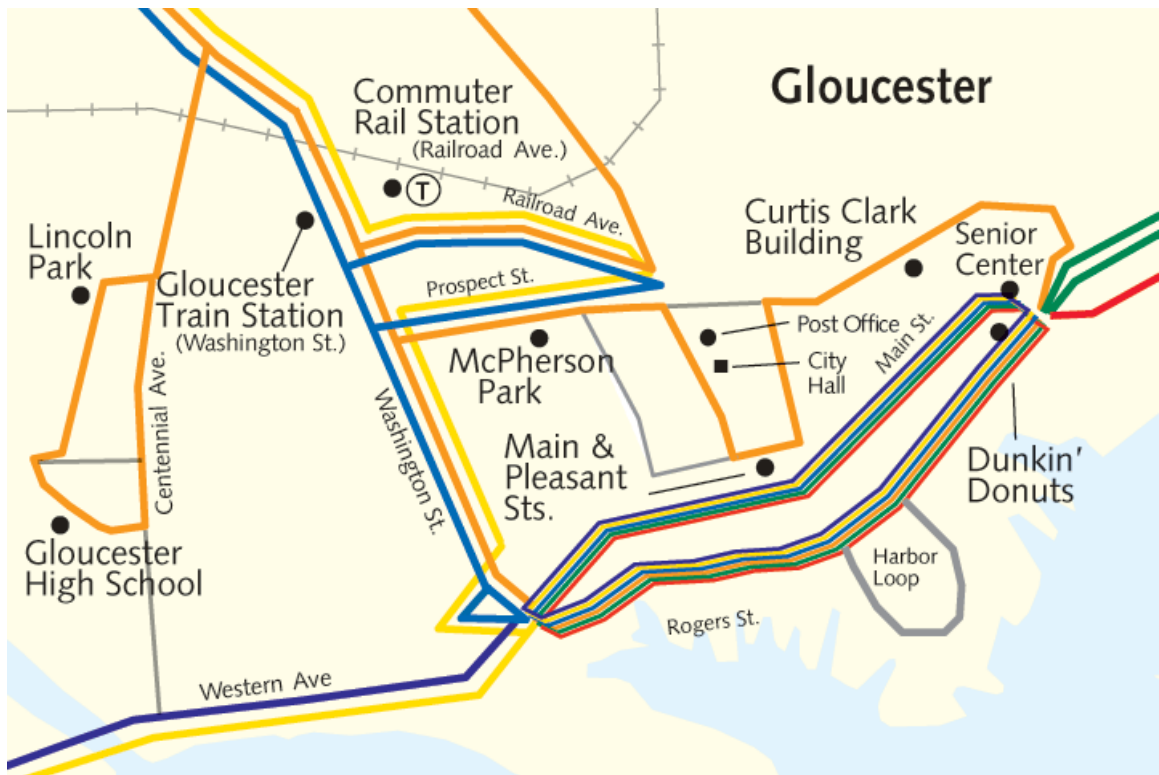 Gloucester
Commuter
Rail Station
(Railroad Ave.)
T
Railroad Ave.
Curtis Clark
Building
Senior
Center
Lincoln
Park
Gloucester
Train Station
(Washington St.)
Prospect St.
Post Office
City
Hall
Main St.
McPherson
Park
Centennial Ave.
Washington St.
Main &
Pleasant
Sts.
Dunkin'
Donuts
Gloucester
High School
Harbor
Loop
Rogers St.
Western Ave